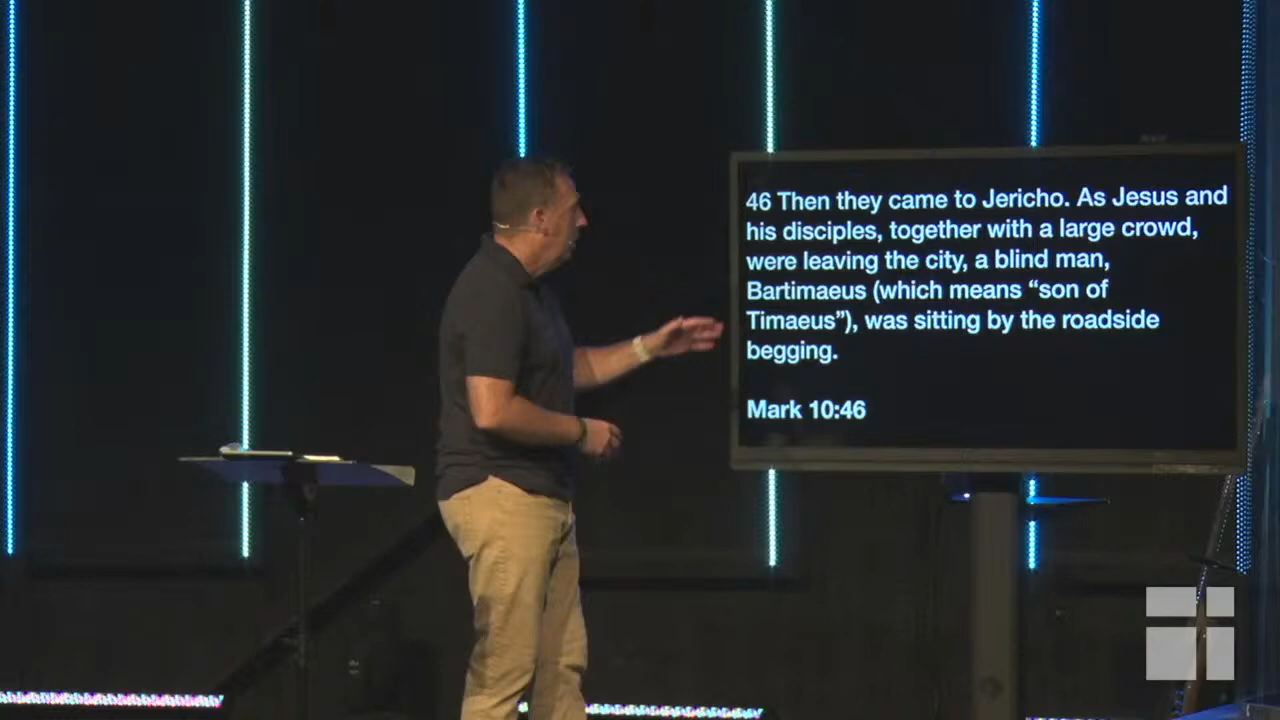 46 Then they came to Jericho. As Jesus and
his disciples, together with a large crowd,
were leaving the city, a blind man,
Bartimaeus (which means “son of
Timaeus”), was sitting by the roadside
begging.
Mark 10:46